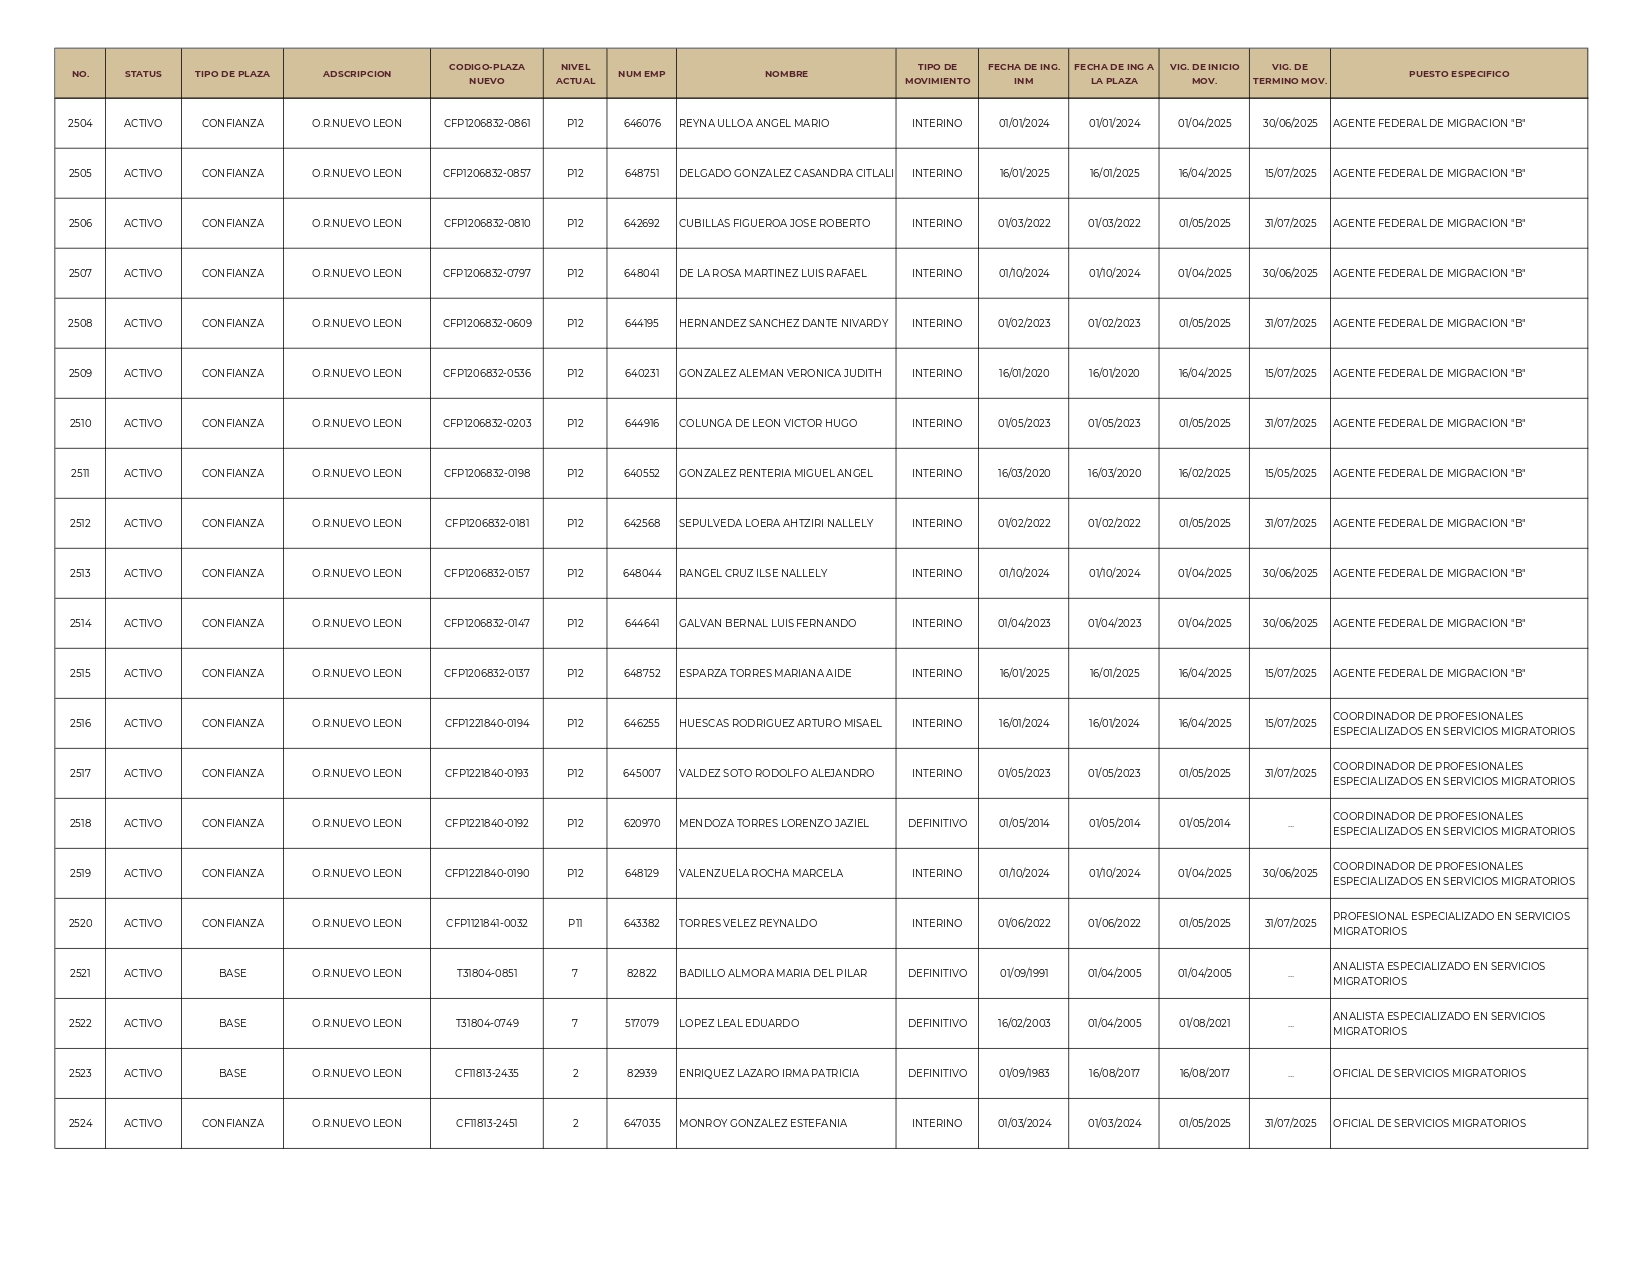 NO. STATUS TIPO DE PLAZA ADSCRIPCION CODIGO-PLAZA NUEVO NIVEL ACTUAL NUM EMP NOMBRE TIPO DE MOVIMIENTO FECHA DE ING. INM FECHA DE ING A LA PLAZA VIG. DE INICIO MOV. VIG. DE TERMINO MOV. PUESTO ESPECIFICO
2504 ACTIVO CONFIANZA O.R.NUEVO LEON CFP1206832-0861 P12 646076 REYNA ULLOA ANGEL MARIO INTERINO 01/01/2024 01/01/2024 01/04/2025 30/06/2025 AGENTE FEDERAL DE MIGRACION "B"
2505 ACTIVO CONFIANZA O.R.NUEVO LEON CFP1206832-0857 P12 648751 DELGADO GONZALEZ CASANDRA CITLALI INTERINO 16/01/2025 16/01/2025 16/04/2025 15/07/2025 AGENTE FEDERAL DE MIGRACION "B"
2506 ACTIVO CONFIANZA O.R.NUEVO LEON CFP1206832-0810 P12 642692 CUBILLAS FIGUEROA JOSE ROBERTO INTERINO 01/03/2022 01/03/2022 01/05/2025 31/07/2025 AGENTE FEDERAL DE MIGRACION "B"
2507 ACTIVO CONFIANZA O.R.NUEVO LEON CFP1206832-0797 P12 648041 DE LA ROSA MARTINEZ LUIS RAFAEL INTERINO 01/10/2024 01/10/2024 01/04/2025 30/06/2025 AGENTE FEDERAL DE MIGRACION "B"
2508 ACTIVO CONFIANZA O.R.NUEVO LEON CFP1206832-0609 P12 644195 HERNANDEZ SANCHEZ DANTE NIVARDY INTERINO 01/02/2023 01/02/2023 01/05/2025 31/07/2025 AGENTE FEDERAL DE MIGRACION "B"
2509 ACTIVO CONFIANZA O.R.NUEVO LEON CFP1206832-0536 P12 640231 GONZALEZ ALEMAN VERONICA JUDITH INTERINO 16/01/2020 16/01/2020 16/04/2025 15/07/2025 AGENTE FEDERAL DE MIGRACION "B"
2510 ACTIVO CONFIANZA O.R.NUEVO LEON CFP1206832-0203 P12 644916 COLUNGA DE LEON VICTOR HUGO INTERINO 01/05/2023 01/05/2023 01/05/2025 31/07/2025 AGENTE FEDERAL DE MIGRACION "B"
2511 ACTIVO CONFIANZA O.R.NUEVO LEON CFP1206832-0198 P12 640552 GONZALEZ RENTERIA MIGUEL ANGEL INTERINO 16/03/2020 16/03/2020 16/02/2025 15/05/2025 AGENTE FEDERAL DE MIGRACION "B"
2512 ACTIVO CONFIANZA O.R.NUEVO LEON CFP1206832-0181 P12 642568 SEPULVEDA LOERA AHTZIRI NALLELY INTERINO 01/02/2022 01/02/2022 01/05/2025 31/07/2025 AGENTE FEDERAL DE MIGRACION "B"
2513 ACTIVO CONFIANZA O.R.NUEVO LEON CFP1206832-0157 P12 648044 RANGEL CRUZ ILSE NALLELY INTERINO 01/10/2024 01/10/2024 01/04/2025 30/06/2025 AGENTE FEDERAL DE MIGRACION "B"
2514 ACTIVO CONFIANZA O.R.NUEVO LEON CFP1206832-0147 P12 644641 GALVAN BERNAL LUIS FERNANDO INTERINO 01/04/2023 01/04/2023 01/04/2025 30/06/2025 AGENTE FEDERAL DE MIGRACION "B"
2515 ACTIVO CONFIANZA O.R.NUEVO LEON CFP1206832-0137 P12 648752 ESPARZA TORRES MARIANA AIDE INTERINO 16/01/2025 16/01/2025 16/04/2025 15/07/2025 AGENTE FEDERAL DE MIGRACION "B"
2516 ACTIVO CONFIANZA O.R.NUEVO LEON CFP1221840-0194 P12 646255 HUESCAS RODRIGUEZ ARTURO MISAEL INTERINO 16/01/2024 16/01/2024 16/04/2025 15/07/2025 COORDINADOR DE PROFESIONALES
ESPECIALIZADOS EN SERVICIOS MIGRATORIOS
2517 ACTIVO CONFIANZA O.R.NUEVO LEON CFP1221840-0193 P12 645007 VALDEZ SOTO RODOLFO ALEJANDRO INTERINO 01/05/2023 01/05/2023 01/05/2025 31/07/2025 COORDINADOR DE PROFESIONALES
ESPECIALIZADOS EN SERVICIOS MIGRATORIOS
2518 ACTIVO CONFIANZA O.R.NUEVO LEON CFP1221840-0192 P12 620970 MENDOZA TORRES LORENZO JAZIEL DEFINITIVO 01/05/2014 01/05/2014 01/05/2014 ... COORDINADOR DE PROFESIONALES
ESPECIALIZADOS EN SERVICIOS MIGRATORIOS
2519 ACTIVO CONFIANZA O.R.NUEVO LEON CFP1221840-0190 P12 648129 VALENZUELA ROCHA MARCELA INTERINO 01/10/2024 01/10/2024 01/04/2025 30/06/2025 COORDINADOR DE PROFESIONALES
ESPECIALIZADOS EN SERVICIOS MIGRATORIOS
2520 ACTIVO CONFIANZA O.R.NUEVO LEON CFP1121841-0032 P11 643382 TORRES VELEZ REYNALDO INTERINO 01/06/2022 01/06/2022 01/05/2025 31/07/2025 PROFESIONAL ESPECIALIZADO EN SERVICIOS
MIGRATORIOS
2521 ACTIVO BASE O.R.NUEVO LEON T31804-0851 7 82822 BADILLO ALMORA MARIA DEL PILAR DEFINITIVO 01/09/1991 01/04/2005 01/04/2005 ... ANALISTA ESPECIALIZADO EN SERVICIOS
MIGRATORIOS
2522 ACTIVO BASE O.R.NUEVO LEON T31804-0749 7 517079 LOPEZ LEAL EDUARDO DEFINITIVO 16/02/2003 01/04/2005 01/08/2021 ... ANALISTA ESPECIALIZADO EN SERVICIOS
MIGRATORIOS
2523 ACTIVO BASE O.R.NUEVO LEON CF11813-2435 2 82939 ENRIQUEZ LAZARO IRMA PATRICIA DEFINITIVO 01/09/1983 16/08/2017 16/08/2017 ... OFICIAL DE SERVICIOS MIGRATORIOS
2524 ACTIVO CONFIANZA O.R.NUEVO LEON CF11813-2451 2 647035 MONROY GONZALEZ ESTEFANIA INTERINO 01/03/2024 01/03/2024 01/05/2025 31/07/2025 OFICIAL DE SERVICIOS MIGRATORIOS